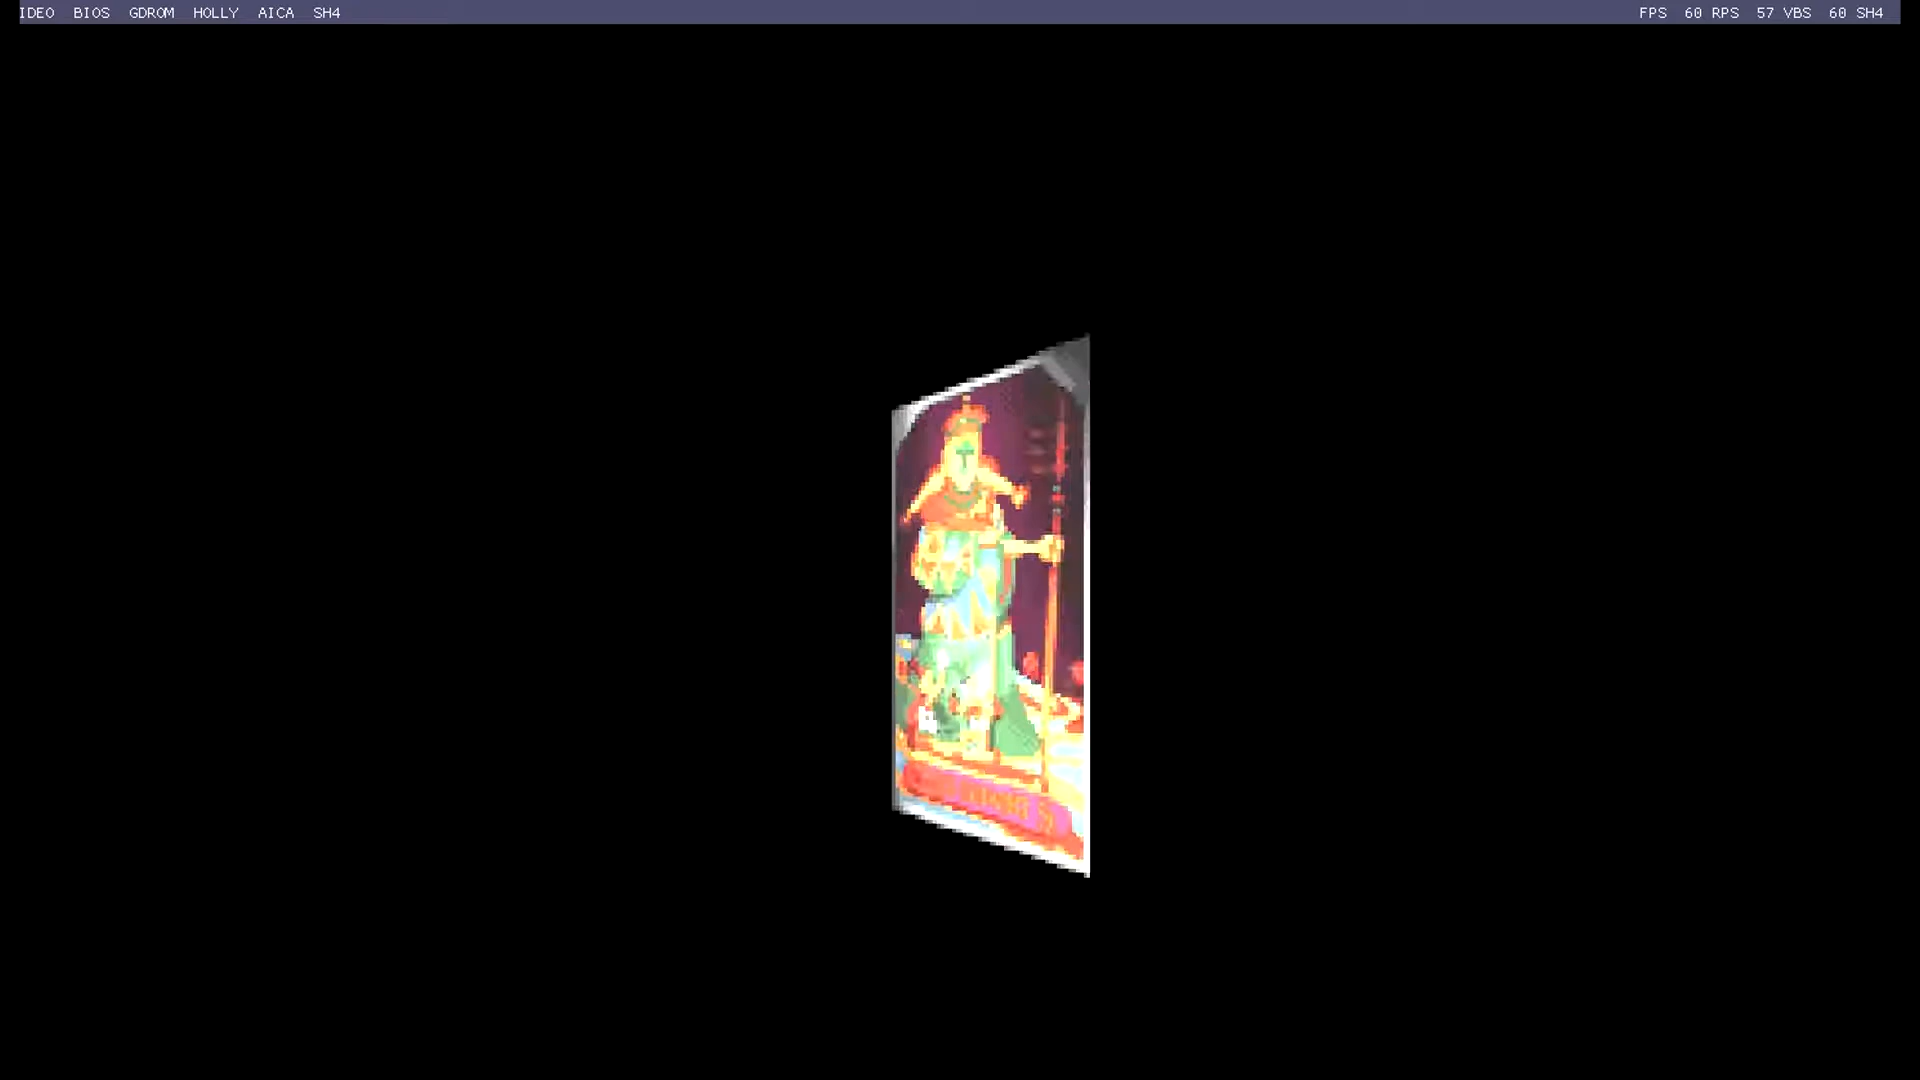 IDEO BIOS GDROM HOLLY AICA SH4
FPS 60 RPS 57 VBS 60 SH4